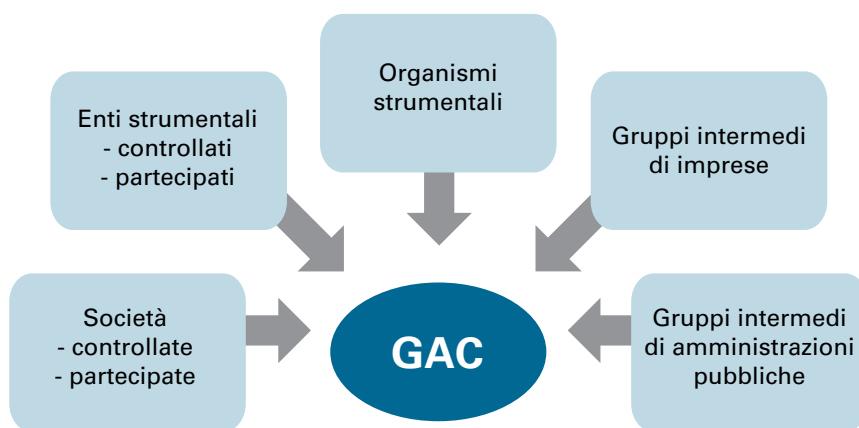 Organismi
strumentali
Enti strumentali
- controllati
- partecipati
Gruppi intermedi
di imprese
Società
- controllate
- partecipate
GAC
Gruppi intermedi
di amministrazioni
pubbliche